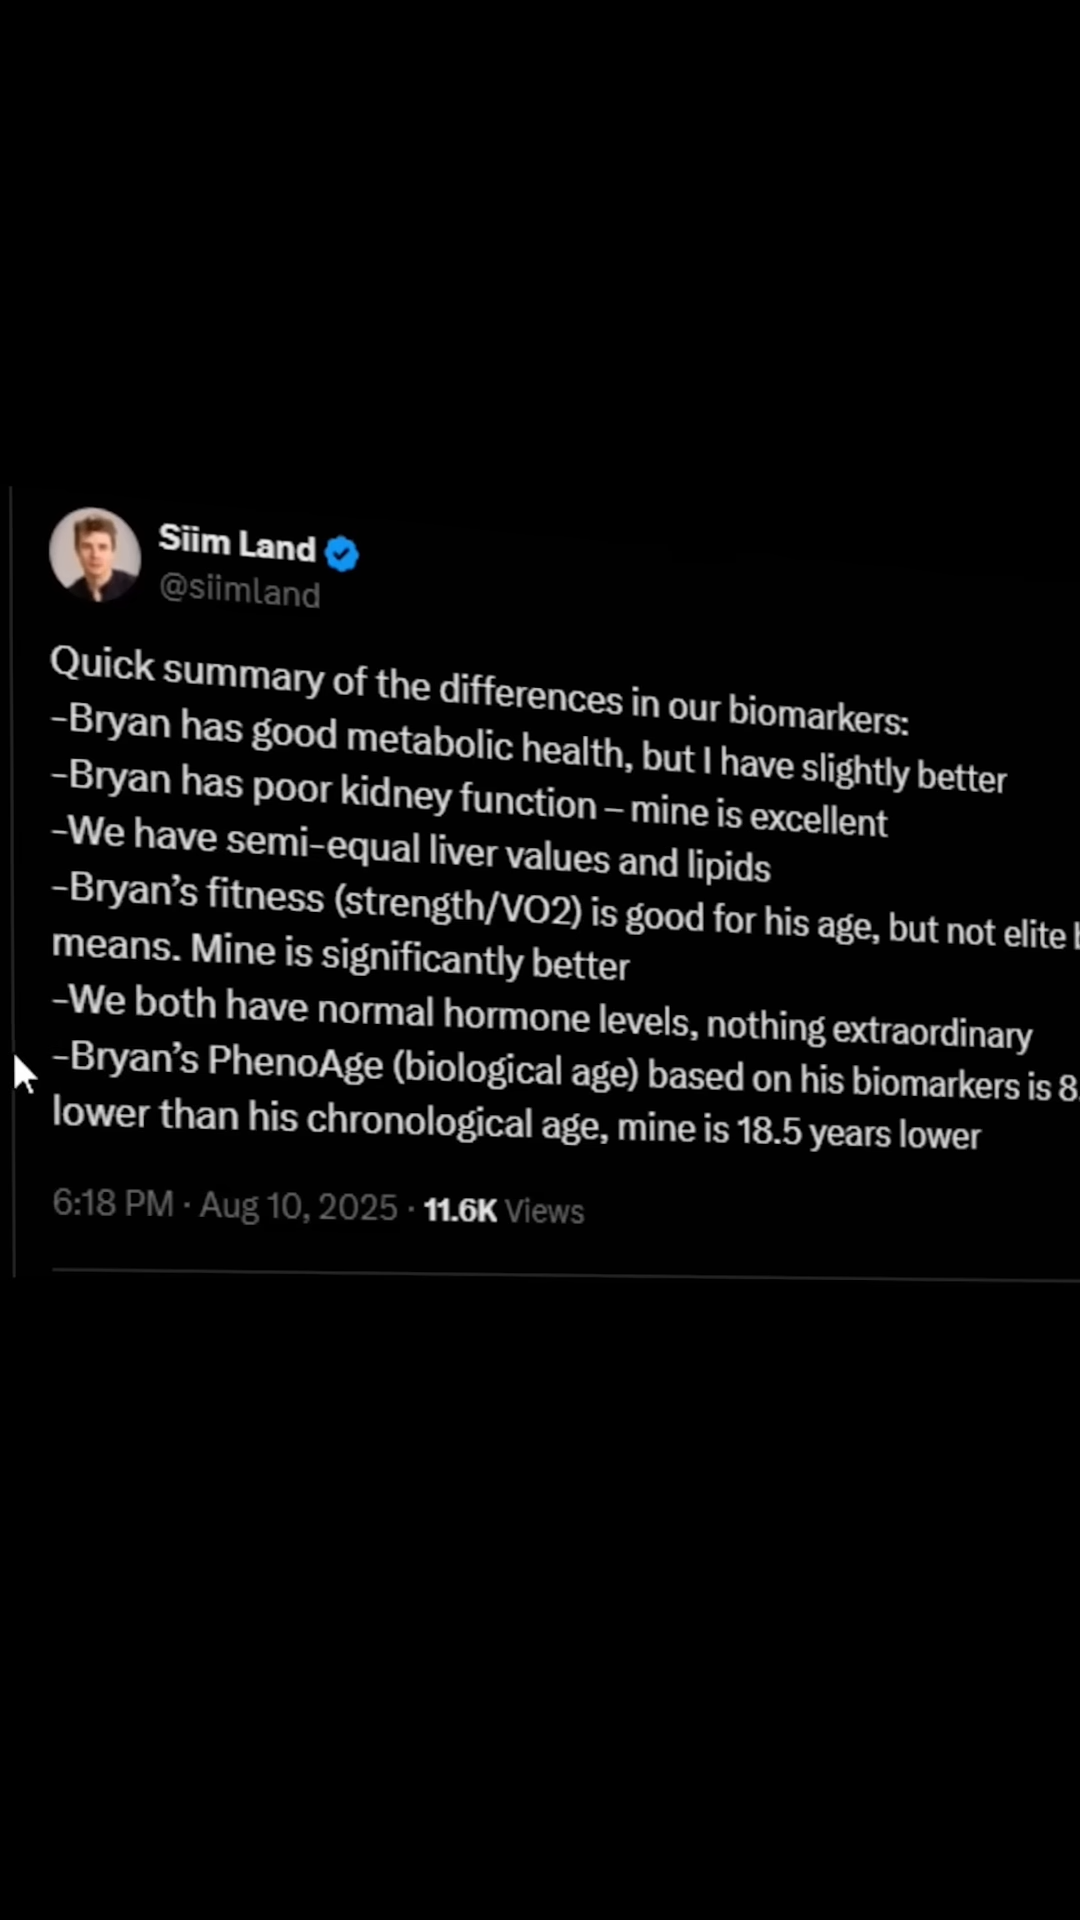 Siim Land
@siimland
Quick summary of the differences in our biomarkers:
-Bryan has good metabolic health, but I have slightly better
-Bryan has poor kidney function – mine is excellent
-We have semi-equal liver values and lipids
-Bryan’s fitness (strength/VO2) is good for his age, but not elite
means. Mine is significantly better
-We both have normal hormone levels, nothing extraordinary
-Bryan’s PhenoAge (biological age) based on his biomarkers is 8.
lower than his chronological age, mine is 18.5 years lower
6:18 PM · Aug 10, 2025 · 11.6K Views